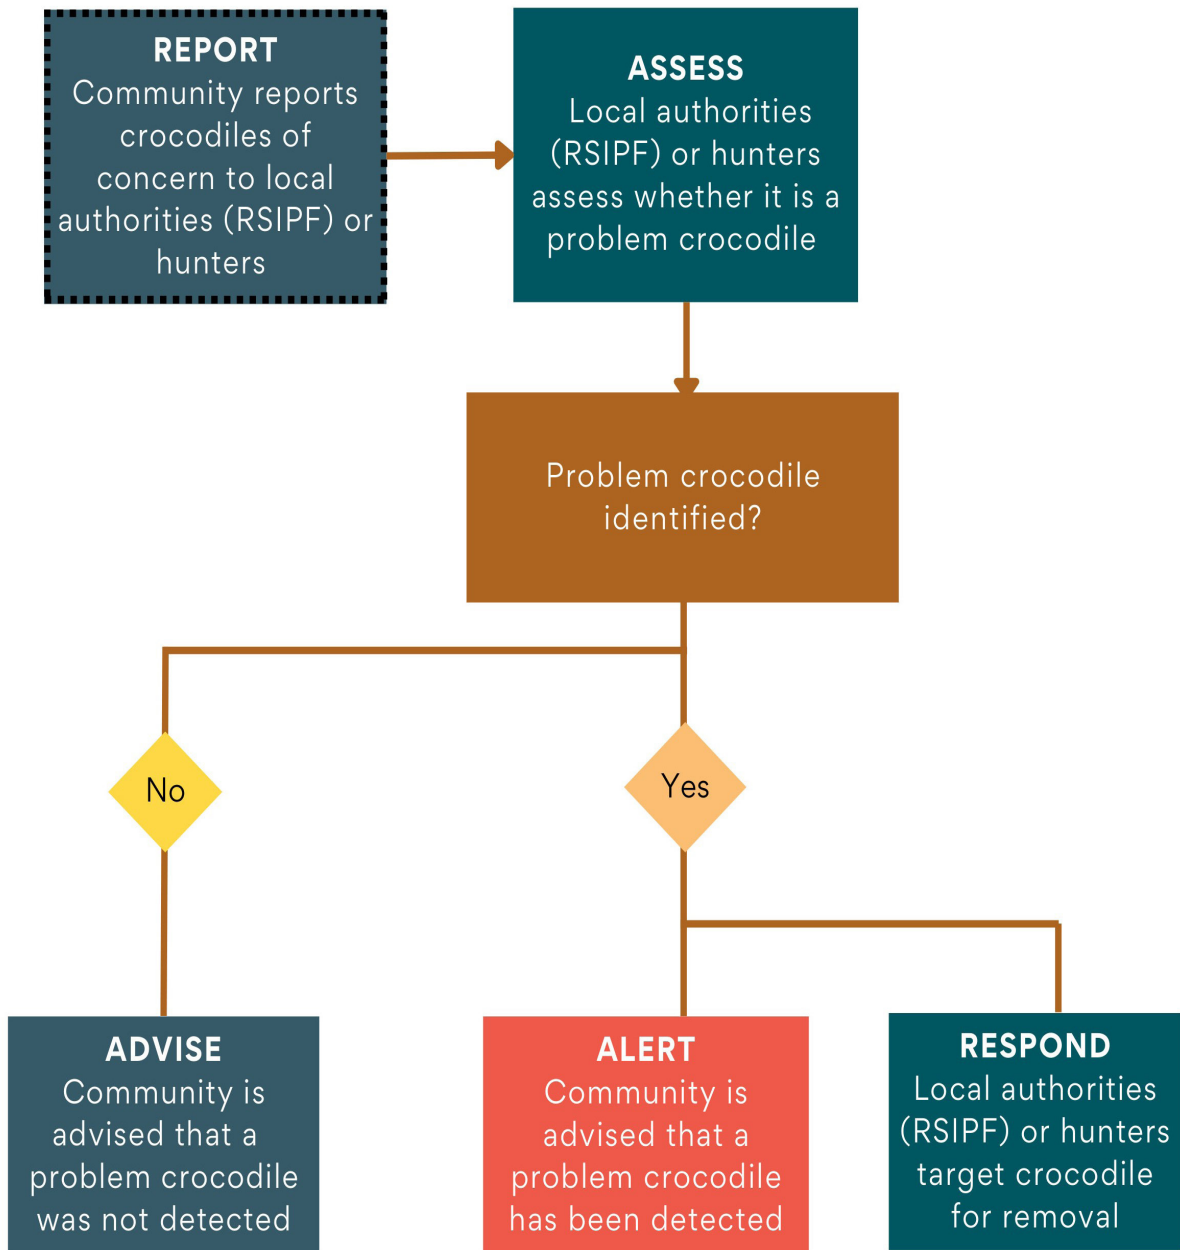 REPORT
Community reports
crocodiles of
concern to local
authorities (RSIPF) or
hunters
ASSESS
Local authorities
(RSIPF) or hunters
assess whether it is a
problem crocodile
Problem crocodile
identified?
No
Yes
ADVISE
Community is
advised that a
problem crocodile
was not detected
ALERT
Community is
advised that a
problem crocodile
has been detected
RESPOND
Local authorities
(RSIPF) or hunters
target crocodile
for removal